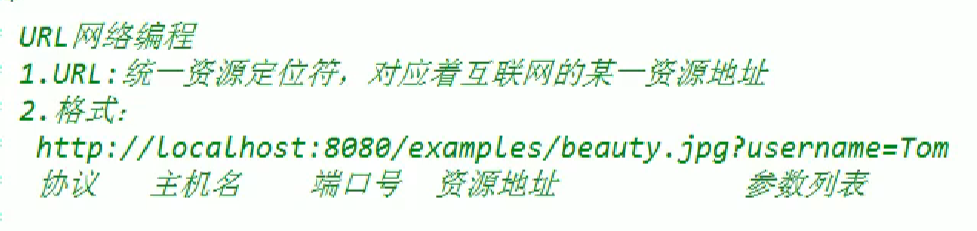 URL网络编程
1.URL:统一资源定位符，对应着互联网的某一资源地址
2.格式：
http://localhost:8080/examples/beauty.jpg?username=Tom
协议 主机名 端口号 资源地址 参数列表